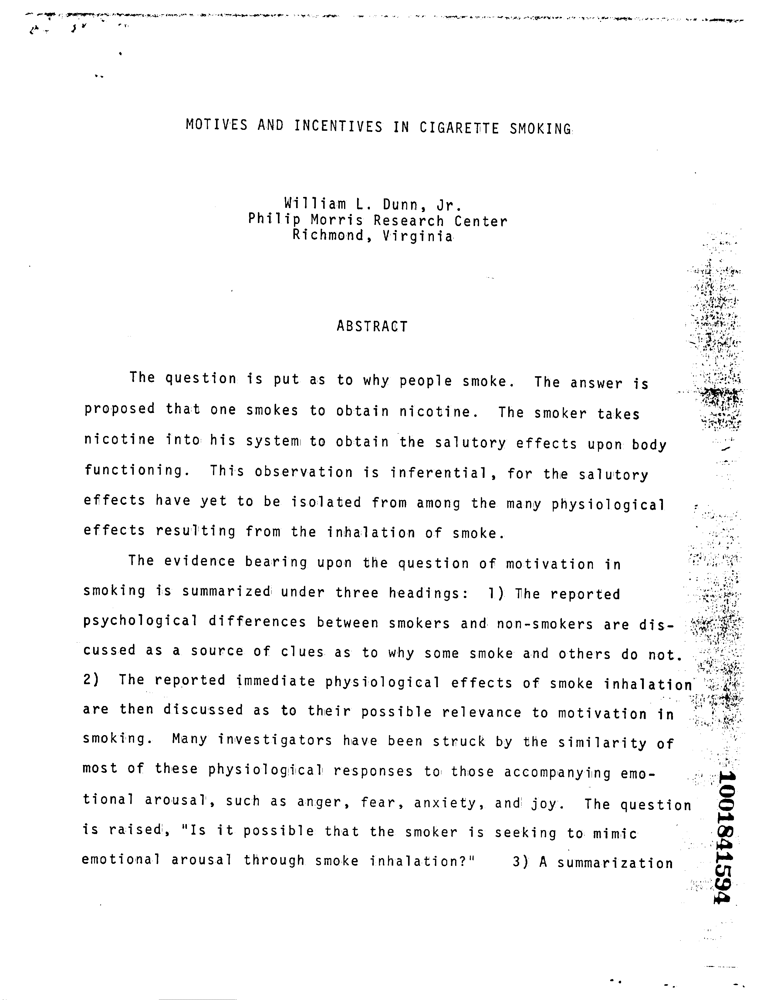 MOTIVES AND INCENTIVES IN CIGARETTE SMOKING
William L. Dunn, Jr.
Philip Morris Research Center
Richmond, Virginia
ABSTRACT
The question is put as to why people smoke. The answer is
proposed that one smokes to obtain nicotine. The smoker takes
nicotine into his system to obtain the salutory effects upon body
functioning. This observation is inferential, for the salutory
effects have yet to be isolated from among the many physiological
effects resulting from the inhalation of smoke.
The evidence bearing upon the question of motivation in
smoking is summarized under three headings: 1) The reported
psychological differences between smokers and non-smokers are dis-
cussed as a source of clues as to why some smoke and others do not.
2) The reported immediate physiological effects of smoke inhalation
are then discussed as to their possible relevance to motivation in
smoking. Many investigators have been struck by the similarity of
most of these physiological responses to those accompanying emo-
tional arousal, such as anger, fear, anxiety, and joy. The question
is raised, "Is it possible that the smoker is seeking to mimic
emotional arousal through smoke inhalation?" 3) A summarization
1001841594